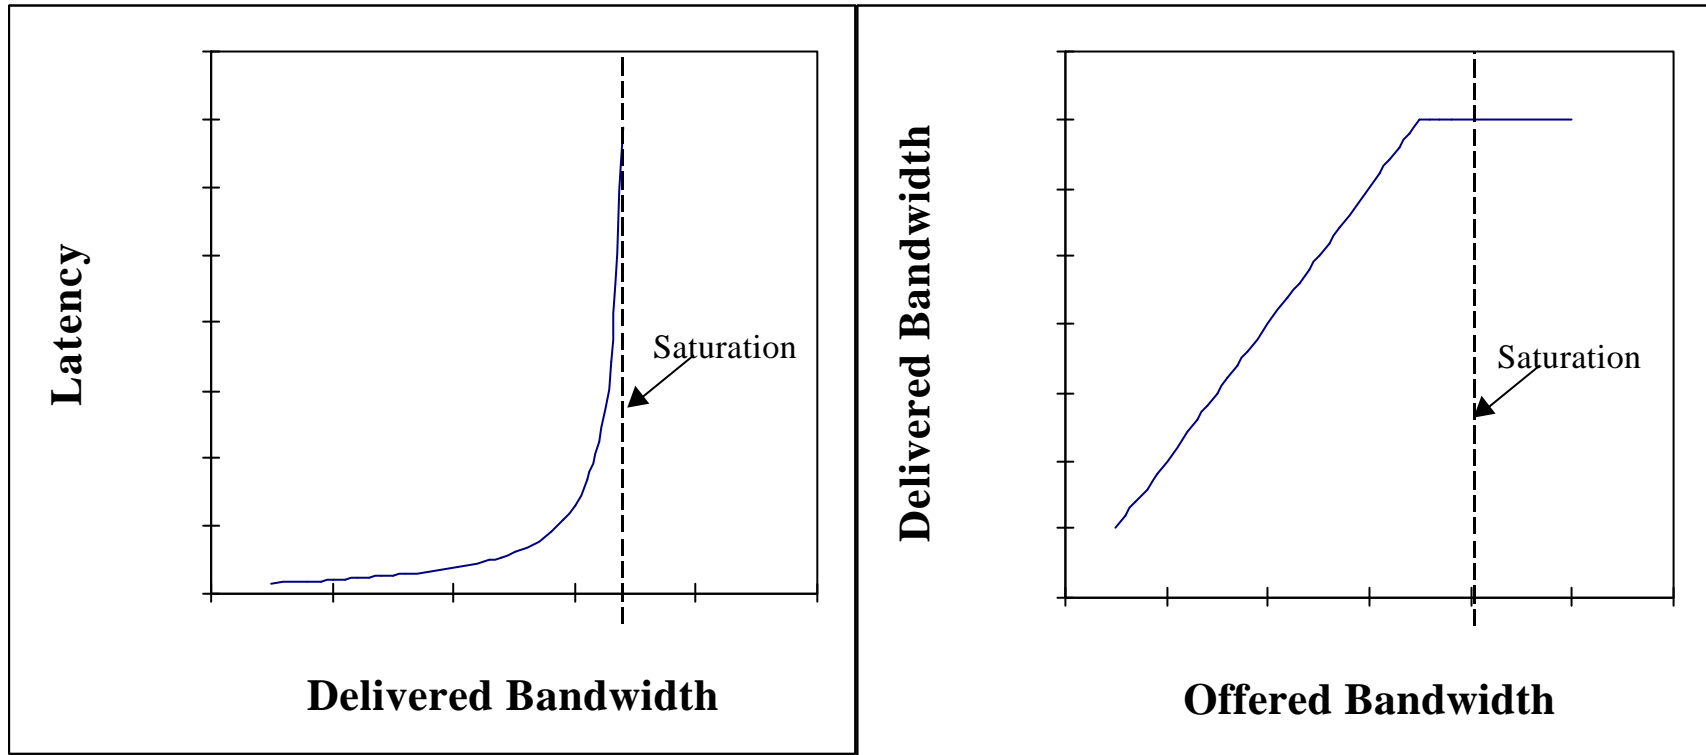 Latency
Saturation
Delivered Bandwidth
Delivered Bandwidth
Saturation
Offered Bandwidth